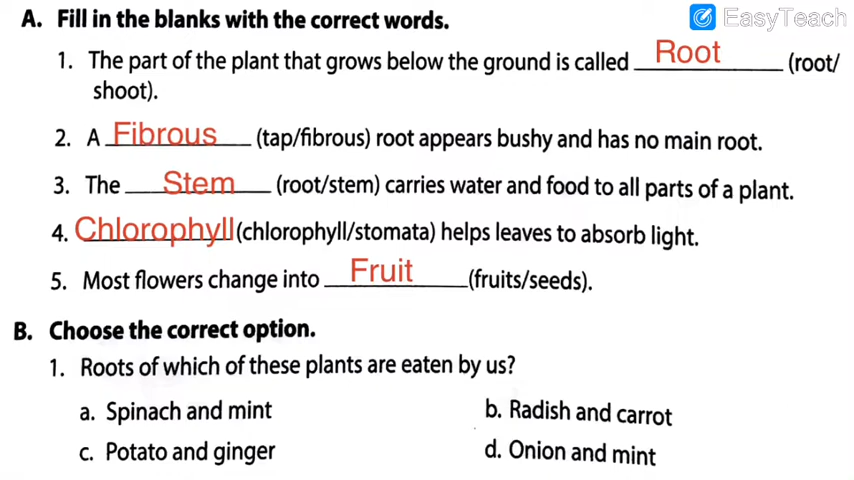 A. Fill in the blanks with the correct words.
EasyTeach
1. The part of the plant that grows below the ground is called Root (root/
shoot).
2. A Fibrous (tap/fibrous) root appears bushy and has no main root.
3. The Stem (root/stem) carries water and food to all parts of a plant.
4. Chlorophyll (chlorophyll/stomata) helps leaves to absorb light.
5. Most flowers change into Fruit (fruits/seeds).
B. Choose the correct option.
1. Roots of which of these plants are eaten by us?
a. Spinach and mint b. Radish and carrot
c. Potato and ginger d. Onion and mint